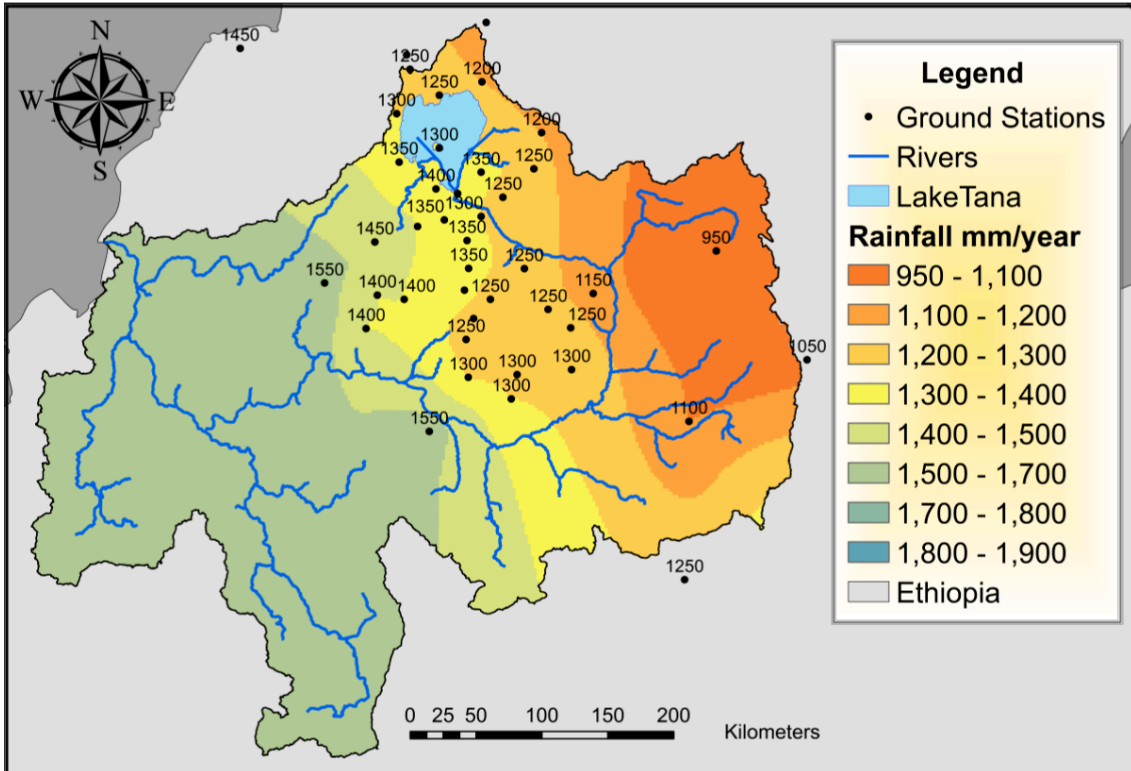 N
W E
S
1450
1250
1250
1200
1300
1200
1300
1350
1350
1250
1400
1250
1300
1350
1450
1350
950
1350
1250
1550
1400
1400
1150
1250
1250
1250
1400
1250
1050
1300
1300
1300
1300
1100
1550
1250
Legend
Ground Stations
Rivers
LakeTana
Rainfall mm/year
950 - 1,100
1,100 - 1,200
1,200 - 1,300
1,300 - 1,400
1,400 - 1,500
1,500 - 1,700
1,700 - 1,800
1,800 - 1,900
Ethiopia
0 25 50 100 150 200
Kilometers